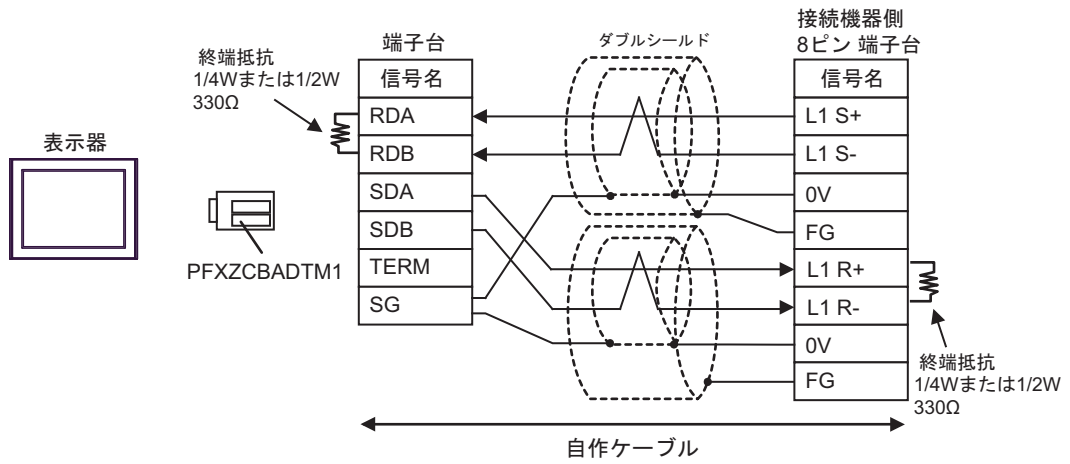 接続機器側
8ピン 端子台
端子台
ダブルシールド
終端抵抗
1/4Wまたは1/2W
330Ω
信号名
RDA
RDB
SDA
SDB
TERM
SG
表示器
PFXZCBADTM1
信号名
L1 S+
L1 S-
0V
FG
L1 R+
L1 R-
0V
FG
終端抵抗
1/4Wまたは1/2W
330Ω
自作ケーブル